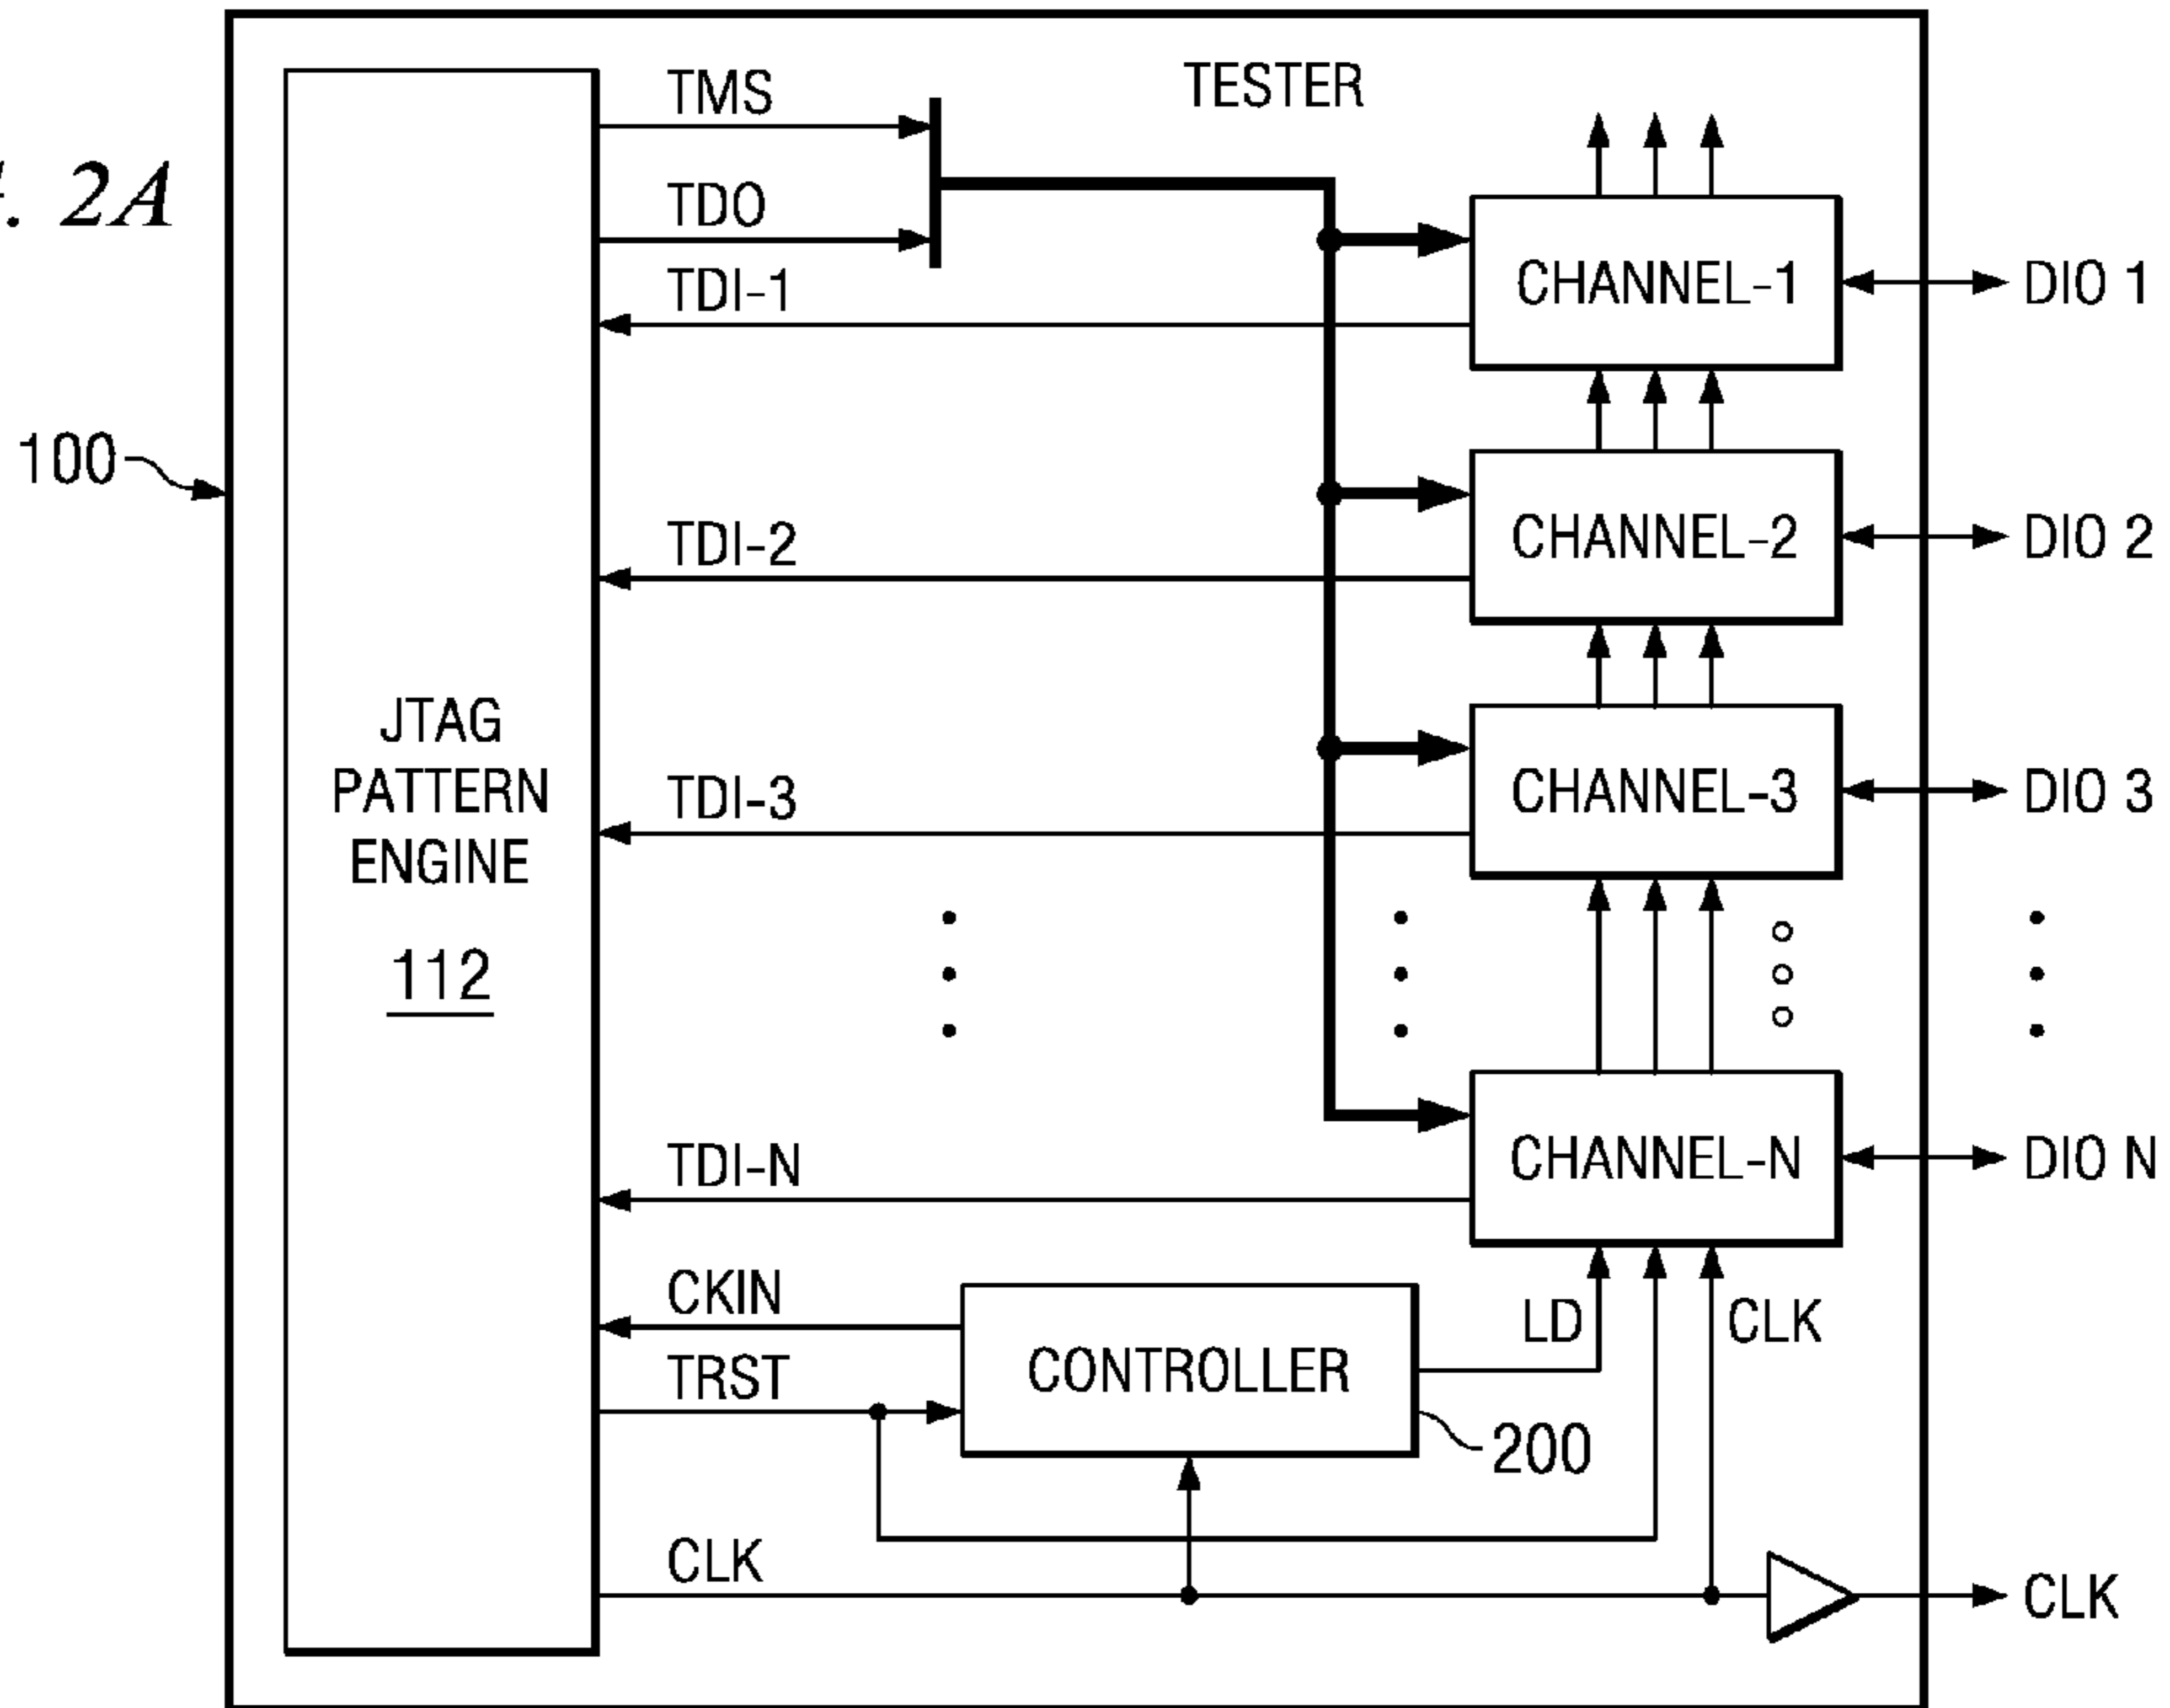 TESTER
. 2A
100
TMS
TDO
TDI-1
TDI-2
TDI-3
TDI-N
CKIN
TRST
CLK
JTAG
PATTERN
ENGINE
112
CHANNEL-1
DIO 1
CHANNEL-2
DIO 2
CHANNEL-3
DIO 3
CHANNEL-N
DIO N
CONTROLLER
LD
CLK
200
CLK